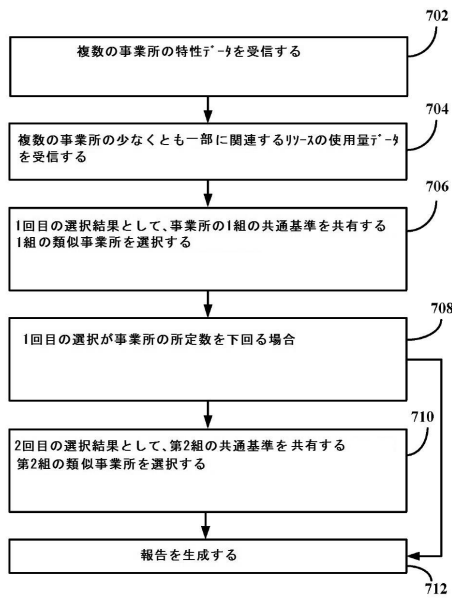 702
複数の事業所の特性ﾃﾞｰﾀを受信する
704
複数の事業所の少なくとも一部に関連するﾘｿｰｽの使用量ﾃﾞｰﾀ
を受信する
706
1回目の選択結果として、事業所の1組の共通基準を共有する
1組の類似事業所を選択する
708
1回目の選択が事業所の所定数を下回る場合
710
2回目の選択結果として、第2組の共通基準を共有する
第2組の類似事業所を選択する
報告を生成する
712